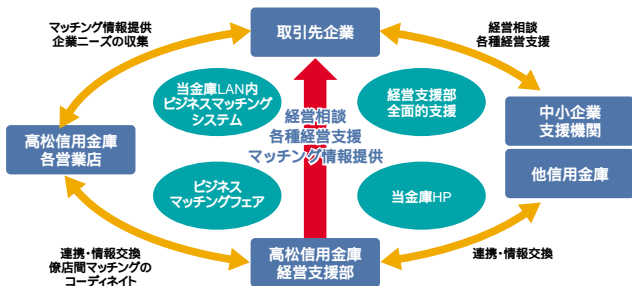 マッチング情報提供
企業ニーズの収集
取引先企業
経営相談
各種経営支援
当金庫LAN内
ビジネスマッチング
システム
経営支援部
全面的支援
経営相談
各種経営支援
マッチング情報提供
高松信用金庫
各営業店
中小企業
支援機関
他信用金庫
ビジネス
マッチングフェア
当金庫HP
連携・情報交換
僚店間マッチングの
コーディネイト
高松信用金庫
経営支援部
連携・情報交換